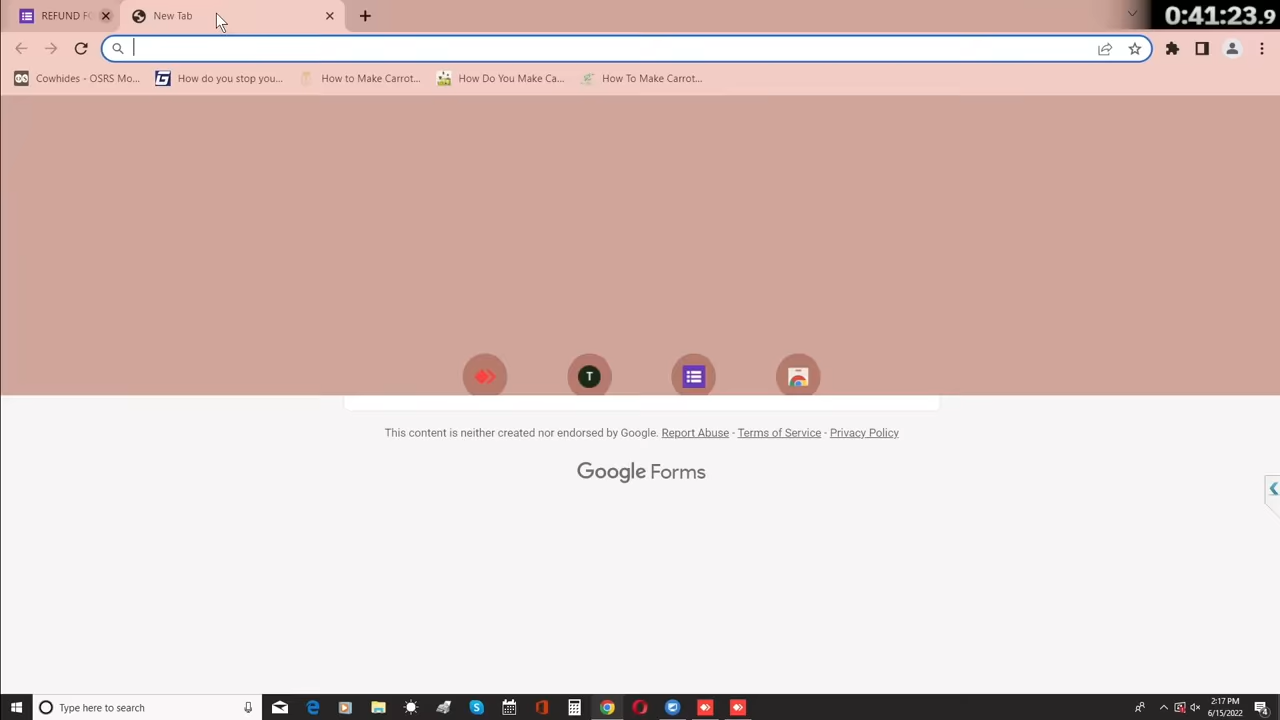 REFUND FO
New Tab
0:41:23.9
Cowhides - OSRS Mo...
How do you stop you...
How to Make Carrot...
How Do You Make Ca...
How To Make Carrot...
T
This content is neither created nor endorsed by Google. Report Abuse - Terms of Service - Privacy Policy
Google Forms
Type here to search
2:17 PM
6/15/2022
4